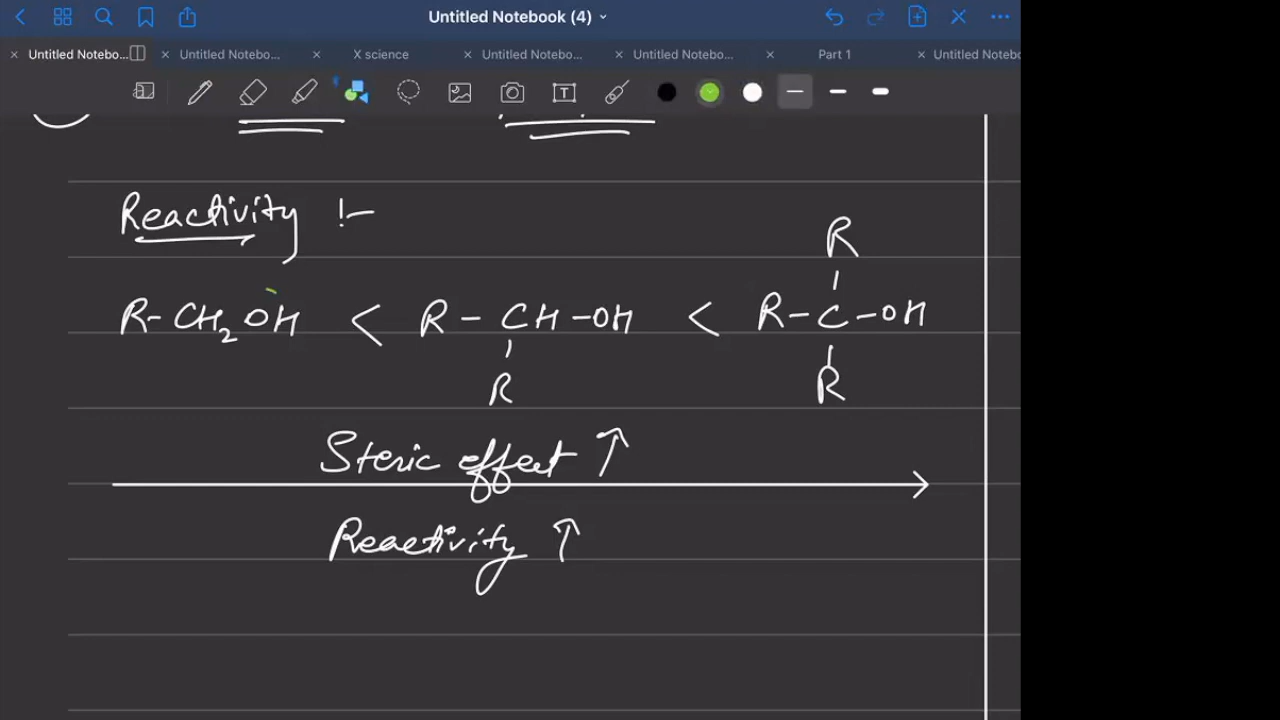 Untitled Notebook (4)
Untitled Notebo... Untitled Notebo... X science Untitled Notebo... Untitled Notebo... Part 1 Untitled Notebo
T
Reactivity :-
R
R-CH₂OH < R-CH-OH < R-C-OH
R R
Steric effect ↑
Reactivity ↑